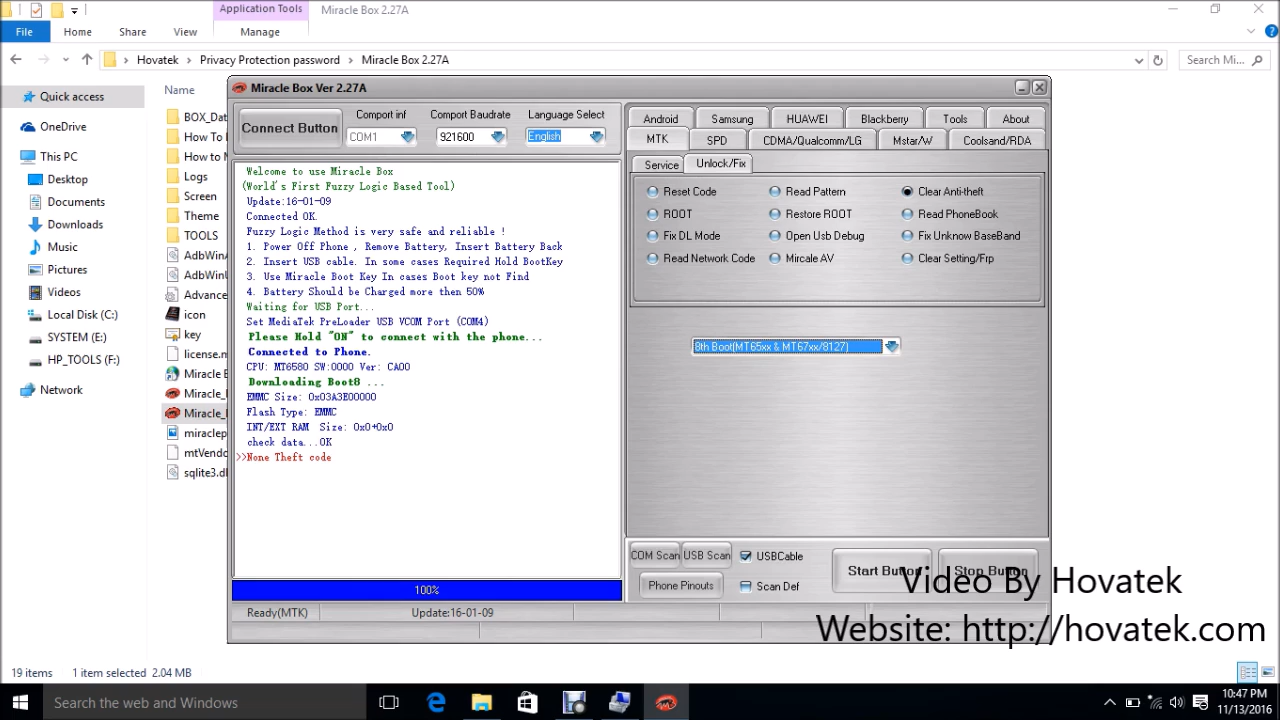 Application Tools
Miracle Box 2.27A
File
Home
Share
View
Manage
Hovatek
Privacy Protection password
Miracle Box 2.27A
Search Mi...
Quick access
OneDrive
This PC
Desktop
Documents
Downloads
Music
Pictures
Videos
Local Disk (C:)
SYSTEM (E:)
HP_TOOLS (F:)
Network
Name
BOX_Dat
How To
How to m
Logs
Screen
Theme
TOOLS
AdbWinA
AdbWinU
Advance
icon
key
license.m
Miracle B
Miracle_
Miracle_
miraclep
mtVendo
sqlite3.dl
Miracle Box Ver 2.27A
Connect Button
Comport inf
Comport Baudrate
Language Select
COM1
921600
English
Welcome to use Miracle Box
(World's First Fuzzy Logic Based Tool)
Update:16-01-09
Connected OK.
Fuzzy Logic Method is very safe and reliable !
1. Power Off Phone , Remove Battery, Insert Battery Back
2. Insert USB cable. In some cases Required Hold BootKey
3. Use Miracle Boot Key In cases Boot key not Find
4. Battery Should be Charged more then 50%
Waiting for USB Port...
Set MediaTek PreLoader USB VCOM Port (COM4)
Please Hold "ON" to connect with the phone...
Connected to Phone.
CPU: MT6580 SW:0000 Ver: CA00
Downloading Boot8 ...
EMMC Size: 0x03A3E00000
Flash Type: EMMC
INT/EXT RAM Size: 0x0+0x0
check data...OK
>>None Theft code
100%
Ready(MTK)
Update:16-01-09
Android
Samsung
HUAWEI
Blackberry
Tools
About
MTK
SPD
CDMA/Qualcomm/LG
Mstar/W
Coolsand/RDA
Service
Unlock/Fix
Reset Code
Read Pattern
Clear Anti-theft
ROOT
Restore ROOT
Read PhoneBook
Fix DL Mode
Open Usb Debug
Fix Unknow BaseBand
Read Network Code
Mircale AV
Clear Setting/Frp
8th Boot(MT65xx & MT67xx/8127)
COM Scan
USB Scan
USBCable
Phone Pinouts
Scan Def
Start Button
Stop Button
Video By Hovatek
Website: http://hovatek.com
19 items
1 item selected 2.04 MB
Search the web and Windows
10:47 PM
11/13/2016